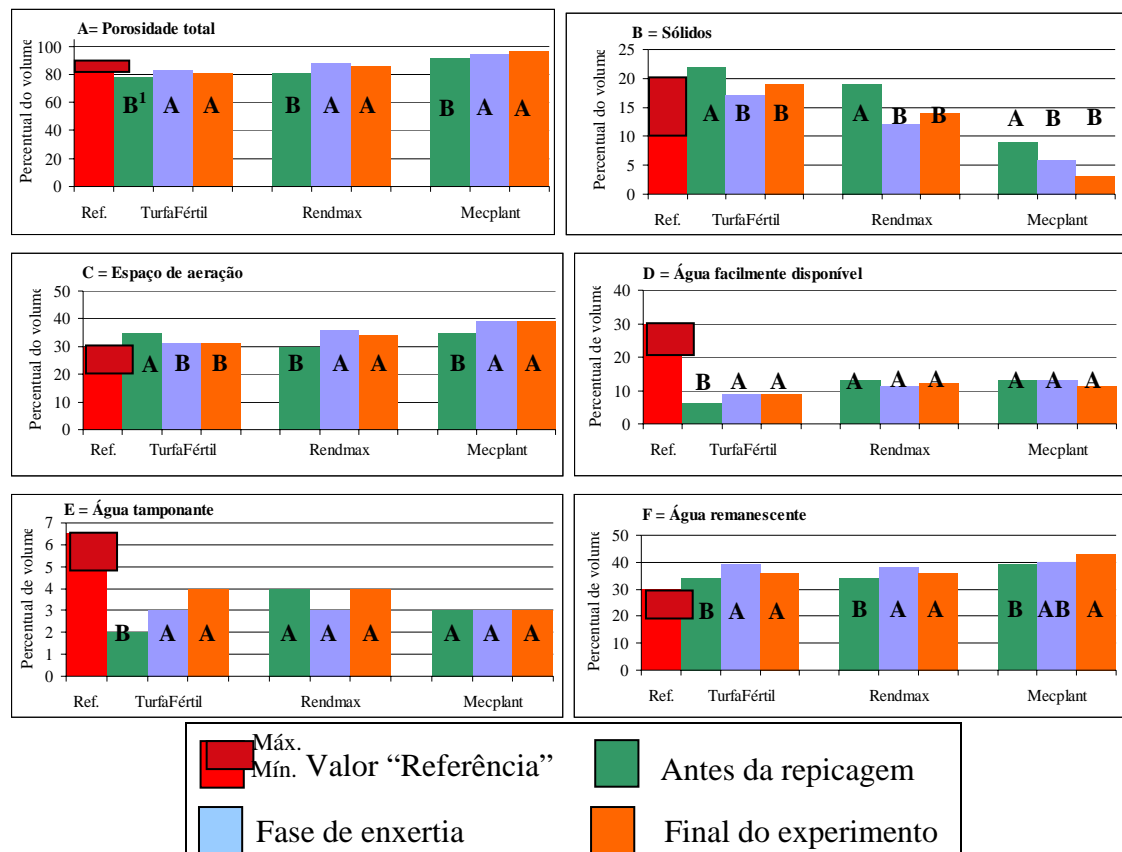 A= Porosidade total
Percentual do volume
100
80
60
40
20
0
B¹ A A B A A B A A
Ref. TurfaFértil Rendmax Mecplant
B = Sólidos
Percentual do volume
25
20
15
10
5
0
A B B A B B A B B
Ref. TurfaFértil Rendmax Mecplant
C = Espaço de aeração
Percentual do volume
50
40
30
20
10
0
A B B B A A B A A
Ref. TurfaFértil Rendmax Mecplant
D = Água facilmente disponível
Percentual de volume
40
30
20
10
0
B A A A A A A A A
Ref. TurfaFértil Rendmax Mecplant
E = Água tamponante
Percentual de volume
7
6
5
4
3
2
1
0
B A A A A A A A A
Ref. TurfaFértil Rendmax Mecplant
F = Água remanescente
Percentual de volume
50
40
30
20
10
0
B A A B A A B AB A
Ref. TurfaFértil Rendmax Mecplant
Máx.
Mín. Valor “Referência”
Antes da repicagem
Fase de enxertia
Final do experimento